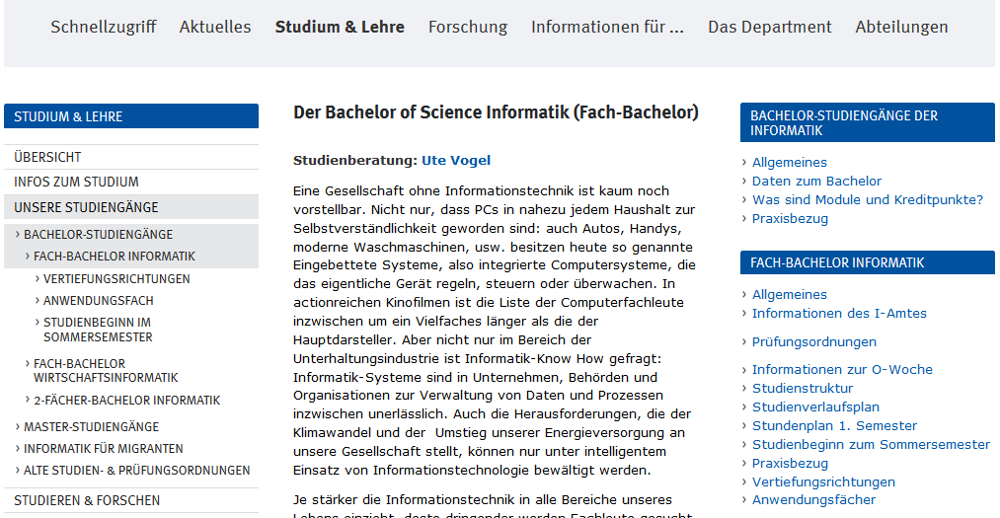 Schnellzugriff Aktuelles Studium & Lehre Forschung Informationen für ... Das Department Abteilungen
STUDIUM & LEHRE
ÜBERSICHT
INFOS ZUM STUDIUM
UNSERE STUDIENGÄNGE
› BACHELOR-STUDIENGÄNGE
› FACH-BACHELOR INFORMATIK
› VERTIEFUNGSRICHTUNGEN
› ANWENDUNGSFACH
› STUDIENBEGINN IM
SOMMERSEMESTER
› FACH-BACHELOR
WIRTSCHAFTSINFORMATIK
› 2-FÄCHER-BACHELOR INFORMATIK
› MASTER-STUDIENGÄNGE
› INFORMATIK FÜR MIGRANTEN
› ALTE STUDIEN- & PRÜFUNGSORDNUNGEN
STUDIEREN & FORSCHEN
Der Bachelor of Science Informatik (Fach-Bachelor)
Studienberatung: Ute Vogel
Eine Gesellschaft ohne Informationstechnik ist kaum noch
vorstellbar. Nicht nur, dass PCs in nahezu jedem Haushalt zur
Selbstverständlichkeit geworden sind: auch Autos, Handys,
moderne Waschmaschinen, usw. besitzen heute so genannte
Eingebettete Systeme, also integrierte Computersysteme, die
das eigentliche Gerät regeln, steuern oder überwachen. In
actionreichen Kinofilmen ist die Liste der Computerfachleute
inzwischen um ein Vielfaches länger als die der
Hauptdarsteller. Aber nicht nur im Bereich der
Unterhaltungsindustrie ist Informatik-Know How gefragt:
Informatik-Systeme sind in Unternehmen, Behörden und
Organisationen zur Verwaltung von Daten und Prozessen
inzwischen unerlässlich. Auch die Herausforderungen, die der
Klimawandel und der Umstieg unserer Energieversorgung an
unsere Gesellschaft stellt, können nur unter intelligentem
Einsatz von Informationstechnologie bewältigt werden.
Je stärker die Informationstechnik in alle Bereiche unseres
Lebens einzieht, desto dringender werden Fachleute gesucht
BACHELOR-STUDIENGÄNGE DER
INFORMATIK
› Allgemeines
› Daten zum Bachelor
› Was sind Module und Kreditpunkte?
› Praxisbezug
FACH-BACHELOR INFORMATIK
› Allgemeines
› Informationen des I-Amtes
› Prüfungsordnungen
› Informationen zur O-Woche
› Studienstruktur
› Studienverlaufsplan
› Stundenplan 1. Semester
› Studienbeginn zum Sommersemester
› Praxisbezug
› Vertiefungsrichtungen
› Anwendungsfächer